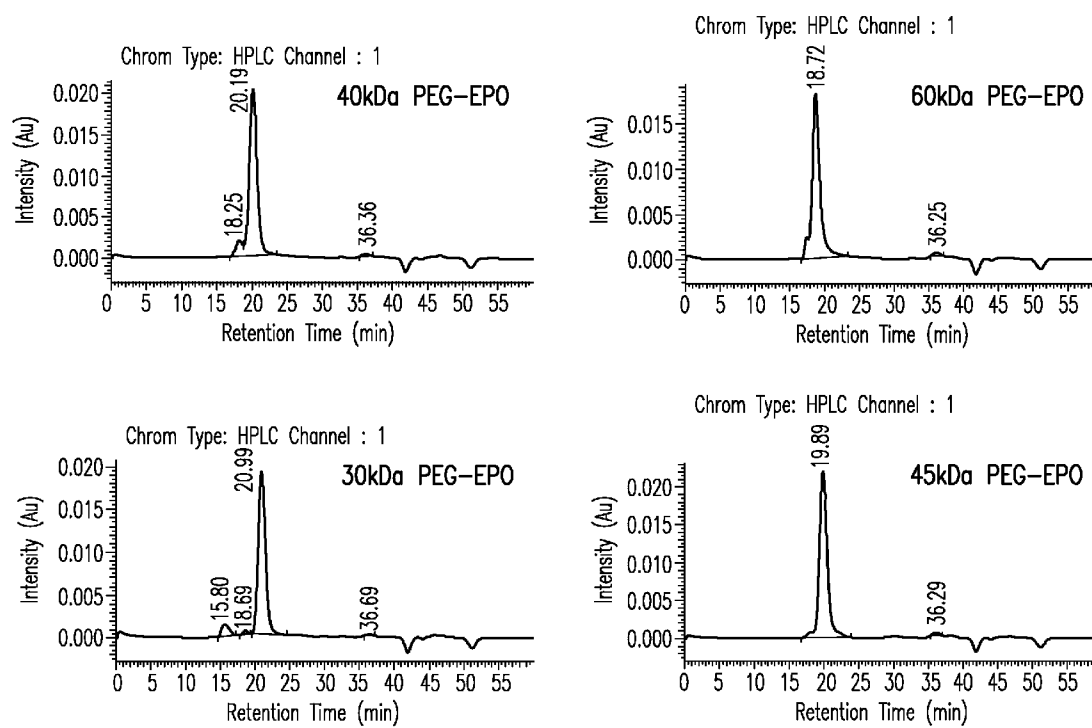 Chrom Type: HPLC Channel : 1
40kDa PEG-EPO
Intensity (Au)
0.020
0.015
0.010
0.005
0.000
18.25
20.19
36.36
0 5 10 15 20 25 30 35 40 45 50 55
Retention Time (min)
Chrom Type: HPLC Channel : 1
60kDa PEG-EPO
Intensity (Au)
0.015
0.010
0.005
0.000
18.72
36.25
0 5 10 15 20 25 30 35 40 45 50 55
Retention Time (min)
Chrom Type: HPLC Channel : 1
30kDa PEG-EPO
Intensity (Au)
0.020
0.015
0.010
0.005
0.000
15.80
18.69
20.99
36.69
0 5 10 15 20 25 30 35 40 45 50 55
Retention Time (min)
Chrom Type: HPLC Channel : 1
45kDa PEG-EPO
Intensity (Au)
0.020
0.015
0.010
0.005
0.000
19.89
36.29
0 5 10 15 20 25 30 35 40 45 50 55
Retention Time (min)